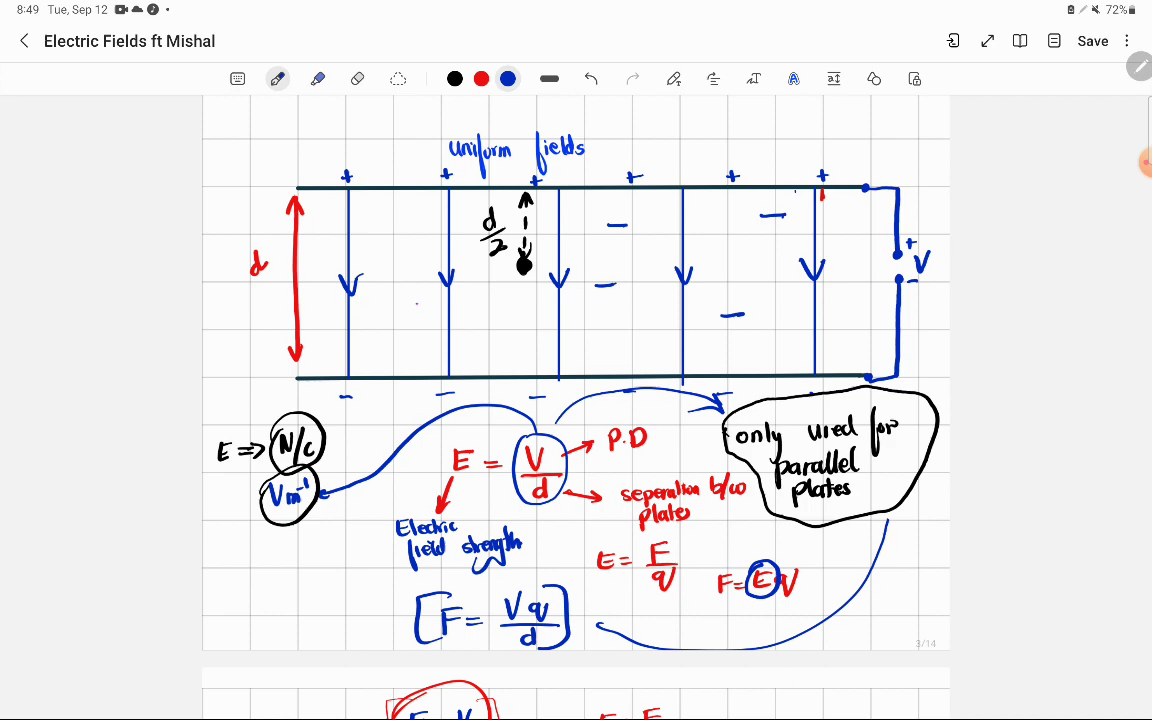 8:49 Tue, Sep 12
72%
Electric Fields ft Mishal
Save
uniform fields
+ + + + + +
d/2
d
+
V
-
- - - - -
E => N/C
Vm⁻¹
E = V/d
P.D
seperation b/w
plates
only used for
parallel
plates
Electric
field strength
E = F/q
F = E q
[F = Vq/d]
3/14